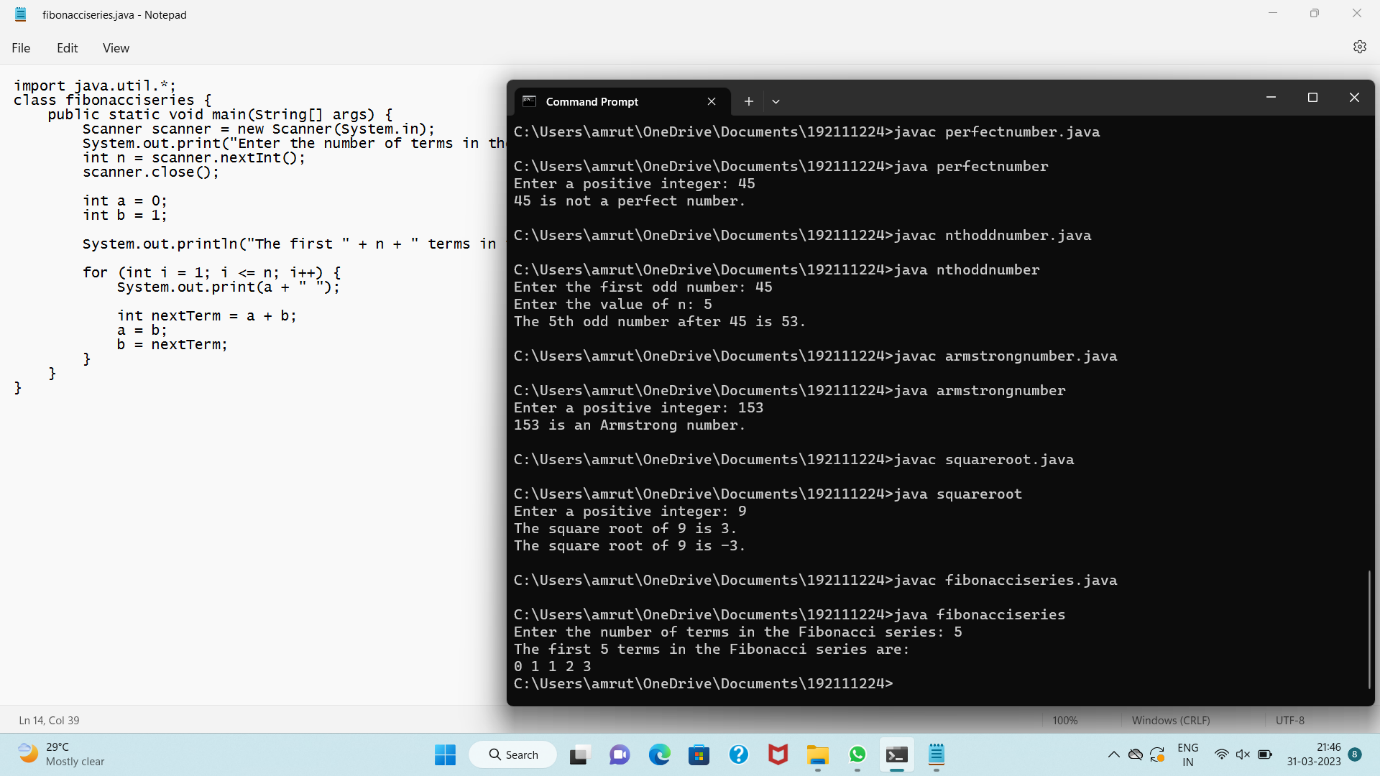 fibonacciseries.java - Notepad
File Edit View
import java.util.*;
class fibonacciseries {
public static void main(String[] args) {
Scanner scanner = new Scanner(System.in);
System.out.print("Enter the number of terms in th
int n = scanner.nextInt();
scanner.close();
int a = 0;
int b = 1;
System.out.println("The first " + n + " terms in
for (int i = 1; i <= n; i++) {
System.out.print(a + " ");
int nextTerm = a + b;
a = b;
b = nextTerm;
}
}
}
Command Prompt
C:\Users\amrut\OneDrive\Documents\192111224>javac perfectnumber.java
C:\Users\amrut\OneDrive\Documents\192111224>java perfectnumber
Enter a positive integer: 45
45 is not a perfect number.
C:\Users\amrut\OneDrive\Documents\192111224>javac nthoddnumber.java
C:\Users\amrut\OneDrive\Documents\192111224>java nthoddnumber
Enter the first odd number: 45
Enter the value of n: 5
The 5th odd number after 45 is 53.
C:\Users\amrut\OneDrive\Documents\192111224>javac armstrongnumber.java
C:\Users\amrut\OneDrive\Documents\192111224>java armstrongnumber
Enter a positive integer: 153
153 is an Armstrong number.
C:\Users\amrut\OneDrive\Documents\192111224>javac squareroot.java
C:\Users\amrut\OneDrive\Documents\192111224>java squareroot
Enter a positive integer: 9
The square root of 9 is 3.
The square root of 9 is -3.
C:\Users\amrut\OneDrive\Documents\192111224>javac fibonacciseries.java
C:\Users\amrut\OneDrive\Documents\192111224>java fibonacciseries
Enter the number of terms in the Fibonacci series: 5
The first 5 terms in the Fibonacci series are:
0 1 1 2 3
C:\Users\amrut\OneDrive\Documents\192111224>
Ln 14, Col 39 100% Windows (CRLF) UTF-8
29°C
Mostly clear
Search
ENG
IN
21:46
31-03-2023
8